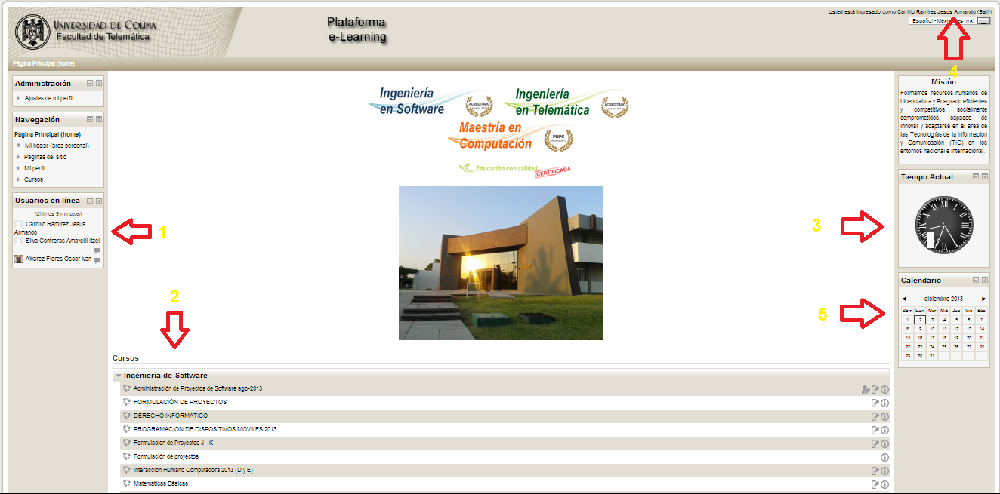 UNIVERSIDAD DE COLIMA
Facultad de Telemática
Plataforma
e-Learning
Usted está ingresado como Carrillo Ramirez Jesus Armando (Salir)
Español - México (es_mx)
4
Página Principal (home)
Administración
Ajustes de mi perfil
Navegación
Página Principal (home)
Mi hogar (área personal)
Páginas del sitio
Mi perfil
Cursos
Usuarios en línea
(últimos 5 minutos)
Carrillo Ramirez Jesus
Armando
Silva Contreras Amayelli Itzel
Alvarez Flores Oscar Ivan
1
2
Ingeniería
en Software
ACREDITADO
Ingeniería
en Telemática
ACREDITADO
Maestría en
Computación
PNPC
Educación con calidad
CERTIFICADA
Cursos
Ingeniería de Software
Administración de Proyectos de Software ago-2013
FORMULACIÓN DE PROYECTOS
DERECHO INFORMÁTICO
PROGRAMACION DE DISPOSITIVOS MOVILES 2013
Formulacion de Proyectos J - K
Formulación de proyectos
Interacción Humano Computadora 2013 (D y E)
Matemáticas Básicas
Misión
Formamos recursos humanos de
Licenciatura y Posgrado eficientes
y competitivos, socialmente
comprometidos, capaces de
innovar y adaptarse en el área de
las Tecnologías de la Información
y Comunicación (TIC) en los
entornos nacional e internacional.
3
Tiempo Actual
5
Calendario
diciembre 2013
Dom Lun Mar Mié Jue Vie Sáb
1 2 3 4 5 6 7
8 9 10 11 12 13 14
15 16 17 18 19 20 21
22 23 24 25 26 27 28
29 30 31